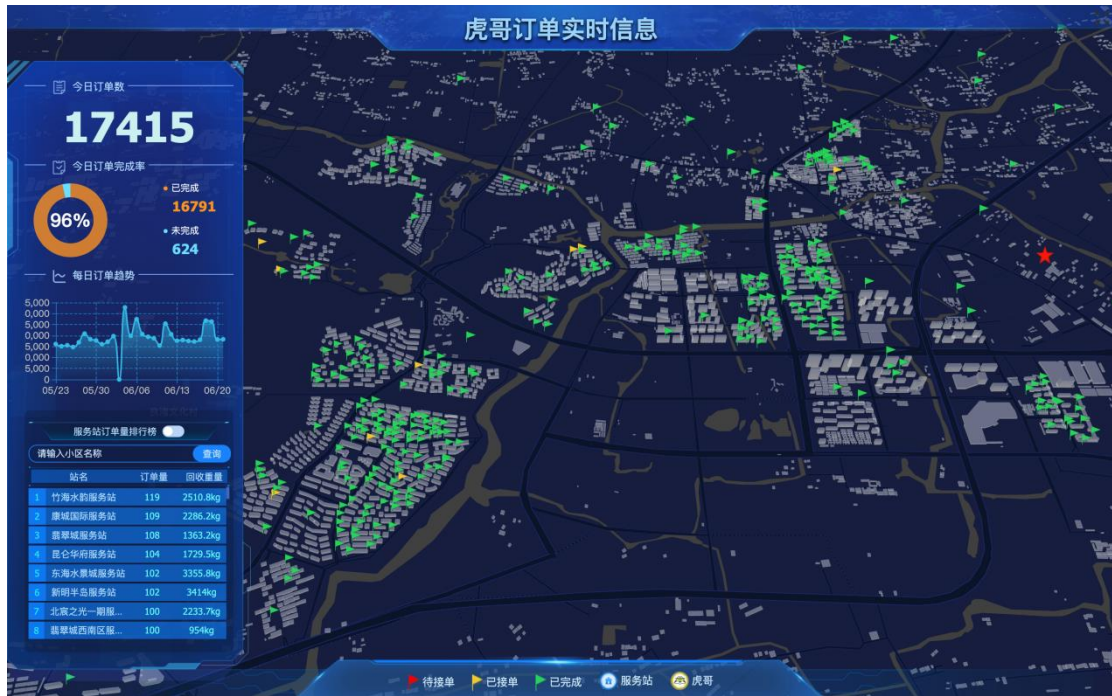 虎哥订单实时信息
今日订单数
17415
今日订单完成率
96%
已完成
16791
未完成
624
每日订单趋势
5,000
0,000
5,000
5,000
5,000
0,000
5,000
0
05/23 05/30 06/06 06/13 06/20
服务站订单量排行榜
请输入小区名称 查询
站名 订单量 回收重量
1 竹海水韵服务站 119 2510.8kg
2 康城国际服务站 109 2286.2kg
3 翡翠城服务站 108 1363.2kg
4 昆仑华府服务站 104 1729.5kg
5 东海水景城服务站 102 3355.8kg
6 新明半岛服务站 102 3414kg
7 北宸之光一期服... 100 2233.7kg
8 翡翠城西南区服... 100 954kg
待接单 已接单 已完成 服务站 虎哥